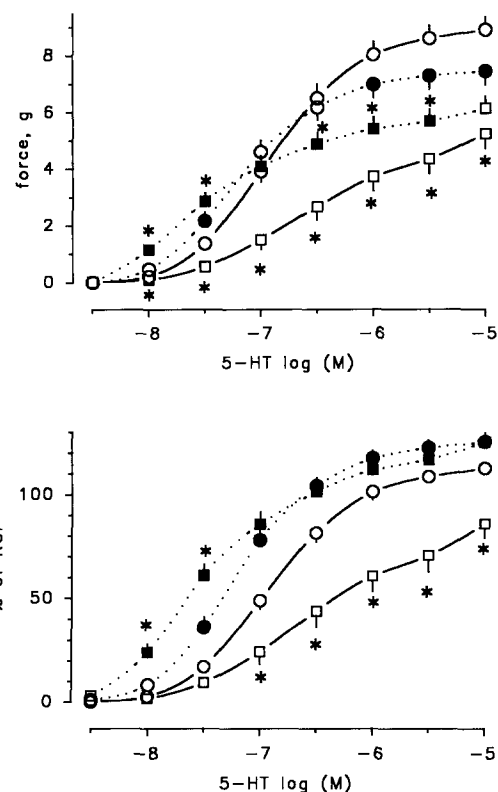 force, g
8
6
4
2
0
* * * * * * * * * * * * *
-8 -7 -6 -5
5-HT log (M)
100
50
0
* * * * * * *
-8 -7 -6 -5
5-HT log (M)